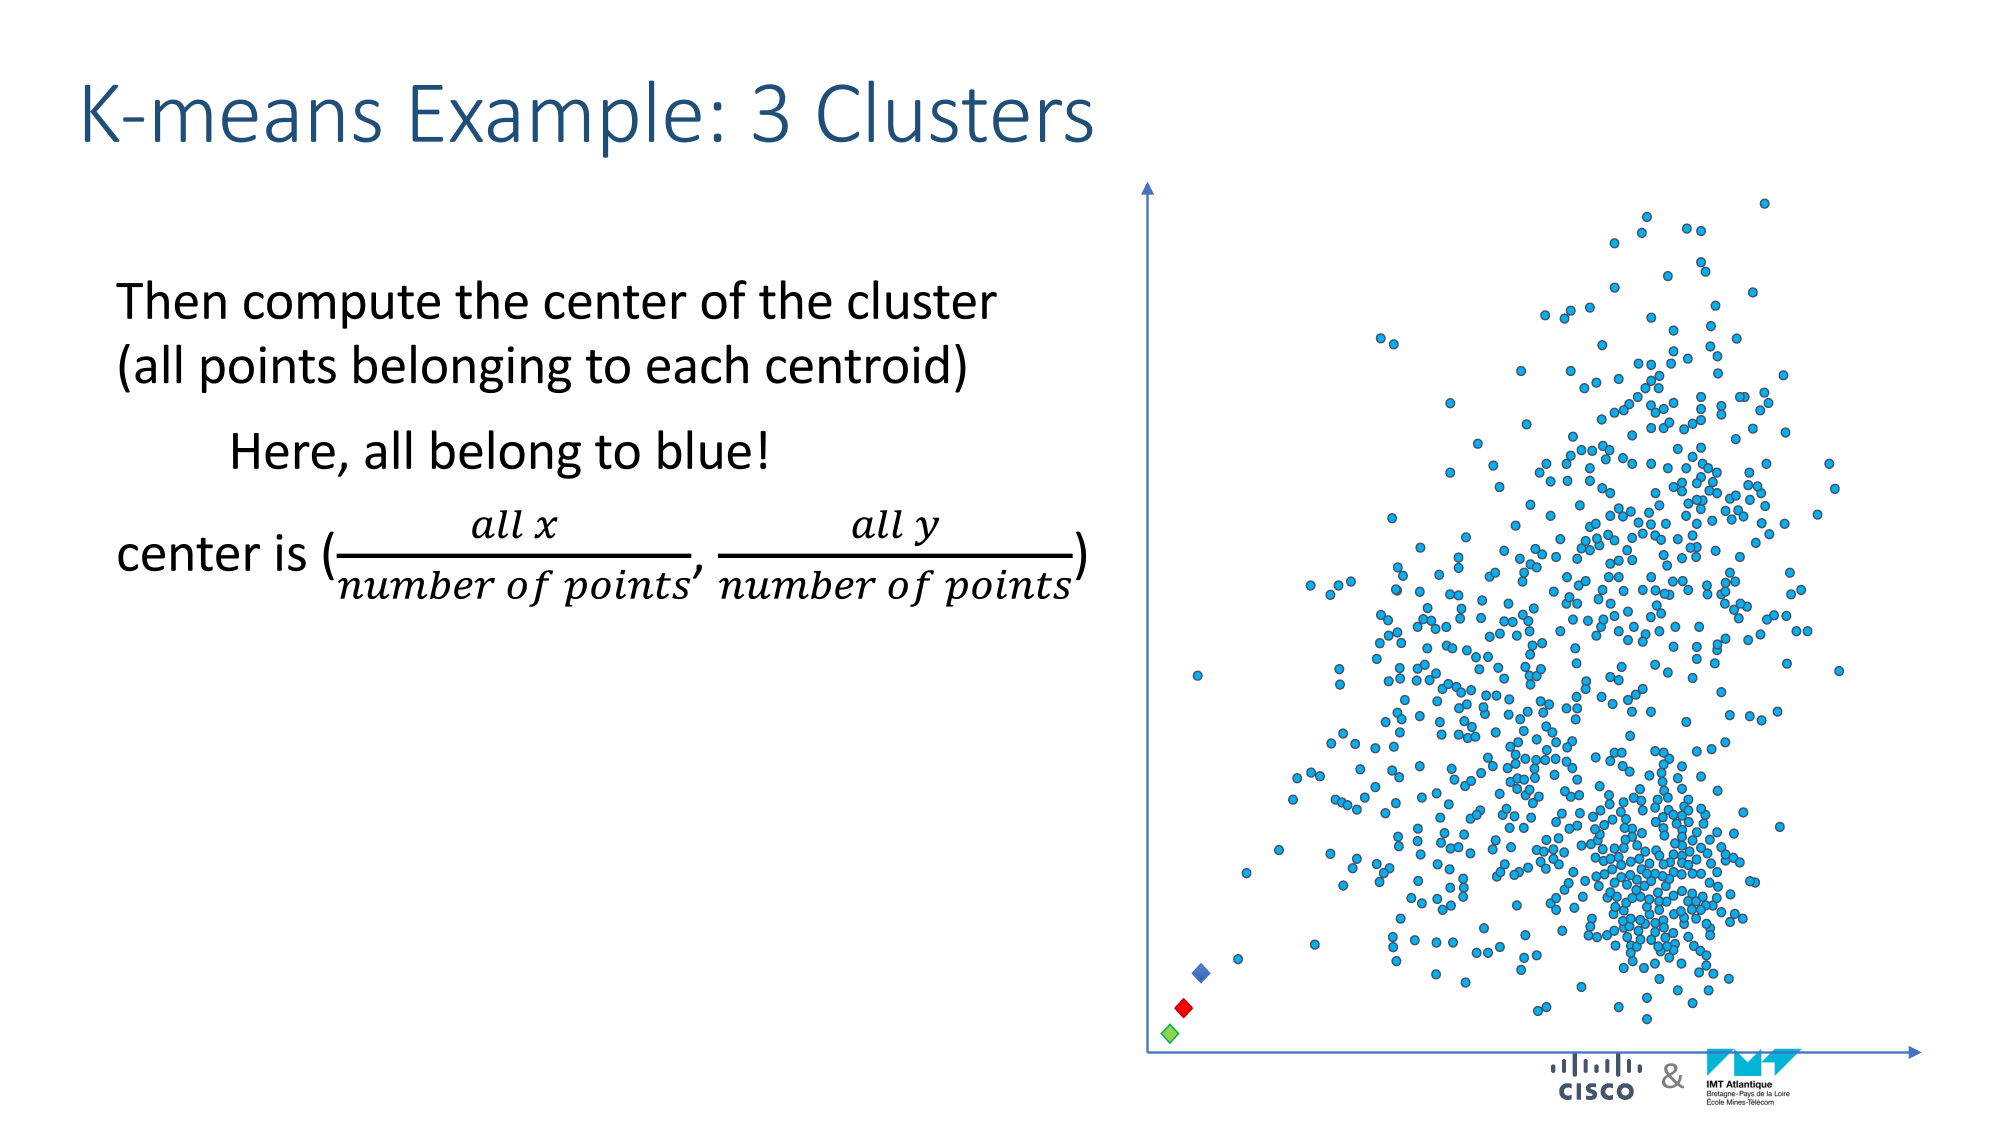 K-means Example: 3 Clusters
Then compute the center of the cluster
(all points belonging to each centroid)
Here, all belong to blue!
center is (all x / number of points, all y / number of points)
CISCO & IMT Atlantique
Bretagne-Pays de la Loire
École Mines-Télécom